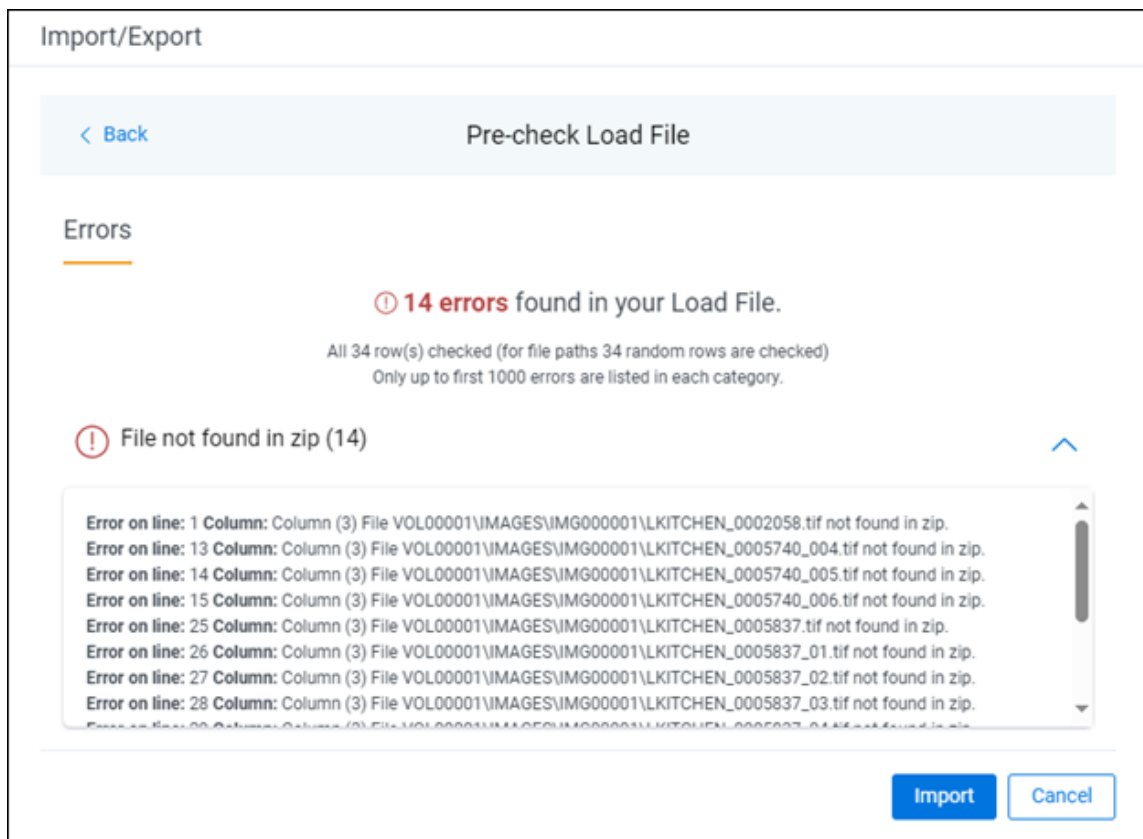 Import/Export
< Back
Pre-check Load File
Errors
14 errors found in your Load File.
All 34 row(s) checked (for file paths 34 random rows are checked)
Only up to first 1000 errors are listed in each category.
File not found in zip (14)
Error on line: 1 Column: Column (3) File VOL00001\IMAGES\IMG000001\LKITCHEN_0002058.tif not found in zip.
Error on line: 13 Column: Column (3) File VOL00001\IMAGES\IMG00001\LKITCHEN_0005740_004.tif not found in zip.
Error on line: 14 Column: Column (3) File VOL00001\IMAGES\IMG00001\LKITCHEN_0005740_005.tif not found in zip.
Error on line: 15 Column: Column (3) File VOL00001\IMAGES\IMG00001\LKITCHEN_0005740_006.tif not found in zip.
Error on line: 25 Column: Column (3) File VOL00001\IMAGES\IMG00001\LKITCHEN_0005837.tif not found in zip.
Error on line: 26 Column: Column (3) File VOL00001\IMAGES\IMG00001\LKITCHEN_0005837_01.tif not found in zip.
Error on line: 27 Column: Column (3) File VOL00001\IMAGES\IMG00001\LKITCHEN_0005837_02.tif not found in zip.
Error on line: 28 Column: Column (3) File VOL00001\IMAGES\IMG00001\LKITCHEN_0005837_03.tif not found in zip.
Import
Cancel